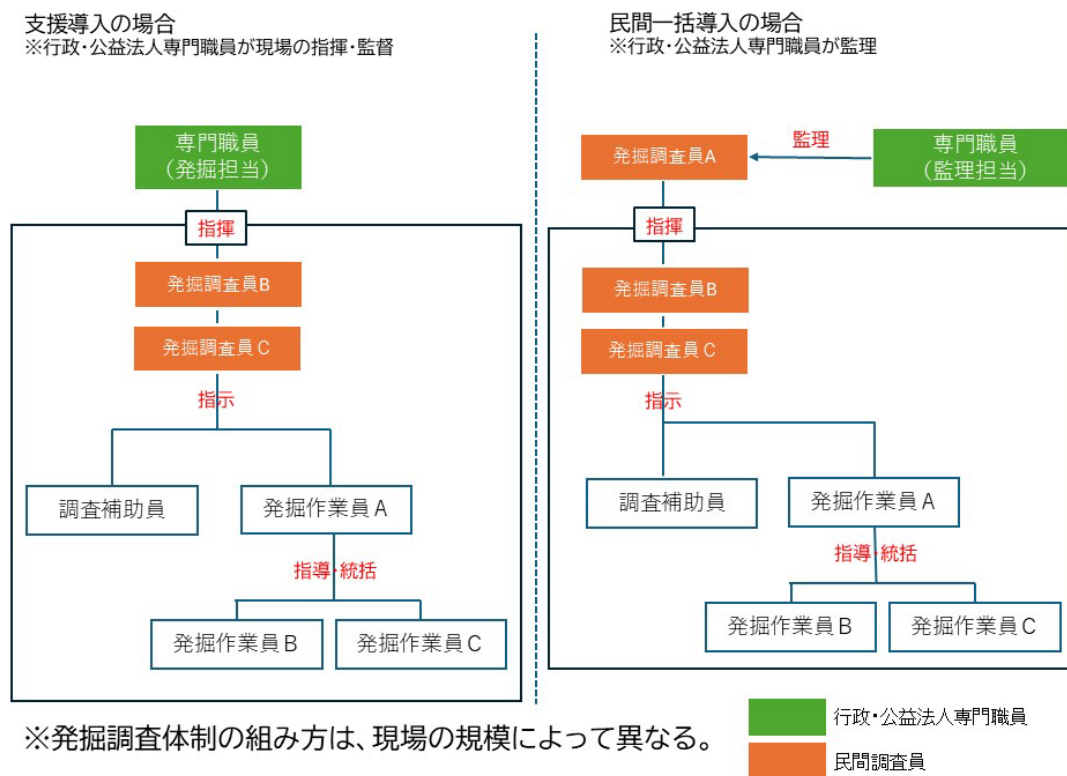 支援導入の場合
※行政・公益法人専門職員が現場の指揮・監督
専門職員
（発掘担当）
指揮
発掘調査員B
発掘調査員C
指示
調査補助員
発掘作業員A
指導・統括
発掘作業員B
発掘作業員C
民間一括導入の場合
※行政・公益法人専門職員が監理
発掘調査員A
監理
専門職員
（監理担当）
指揮
発掘調査員B
発掘調査員C
指示
調査補助員
発掘作業員A
指導・統括
発掘作業員B
発掘作業員C
※発掘調査体制の組み方は、現場の規模によって異なる。
行政・公益法人専門職員
民間調査員